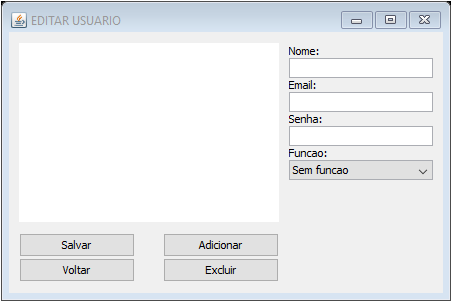 EDITAR USUARIO
Nome:
Email:
Senha:
Funcao:
Sem funcao
Salvar
Adicionar
Voltar
Excluir